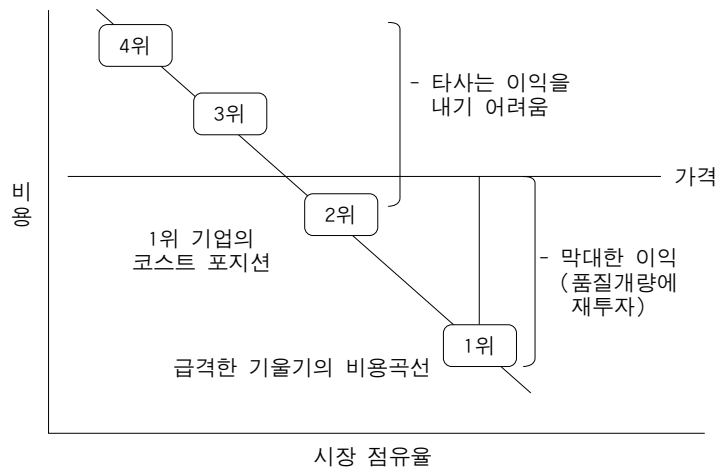 4위
- 타사는 이익을
내기 어려움
3위
가격
비
용
2위
1위 기업의
코스트 포지션
- 막대한 이익
(품질개량에
재투자)
1위
급격한 기울기의 비용곡선
시장 점유율